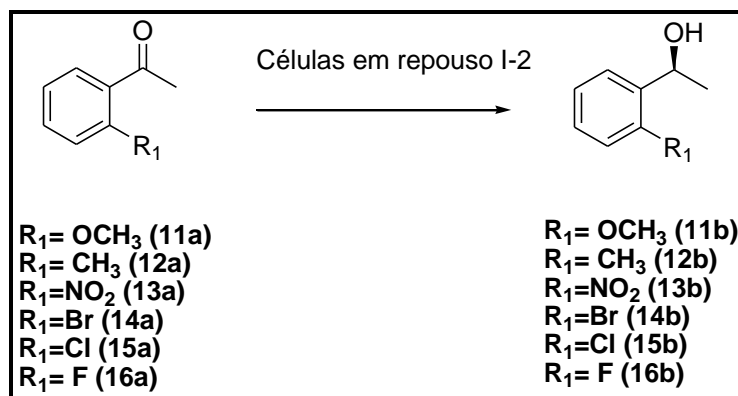 O
Células em repouso I-2
OH
R₁
R₁
R₁= OCH₃ (11a)
R₁= CH₃ (12a)
R₁=NO₂ (13a)
R₁=Br (14a)
R₁=Cl (15a)
R₁= F (16a)
R₁= OCH₃ (11b)
R₁= CH₃ (12b)
R₁=NO₂ (13b)
R₁=Br (14b)
R₁=Cl (15b)
R₁= F (16b)